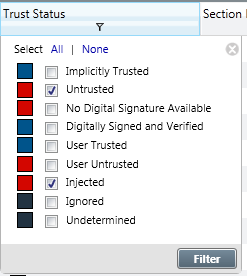 Trust Status Section
Select All | None
Implicitly Trusted
Untrusted
No Digital Signature Available
Digitally Signed and Verified
User Trusted
User Untrusted
Injected
Ignored
Undetermined
Filter